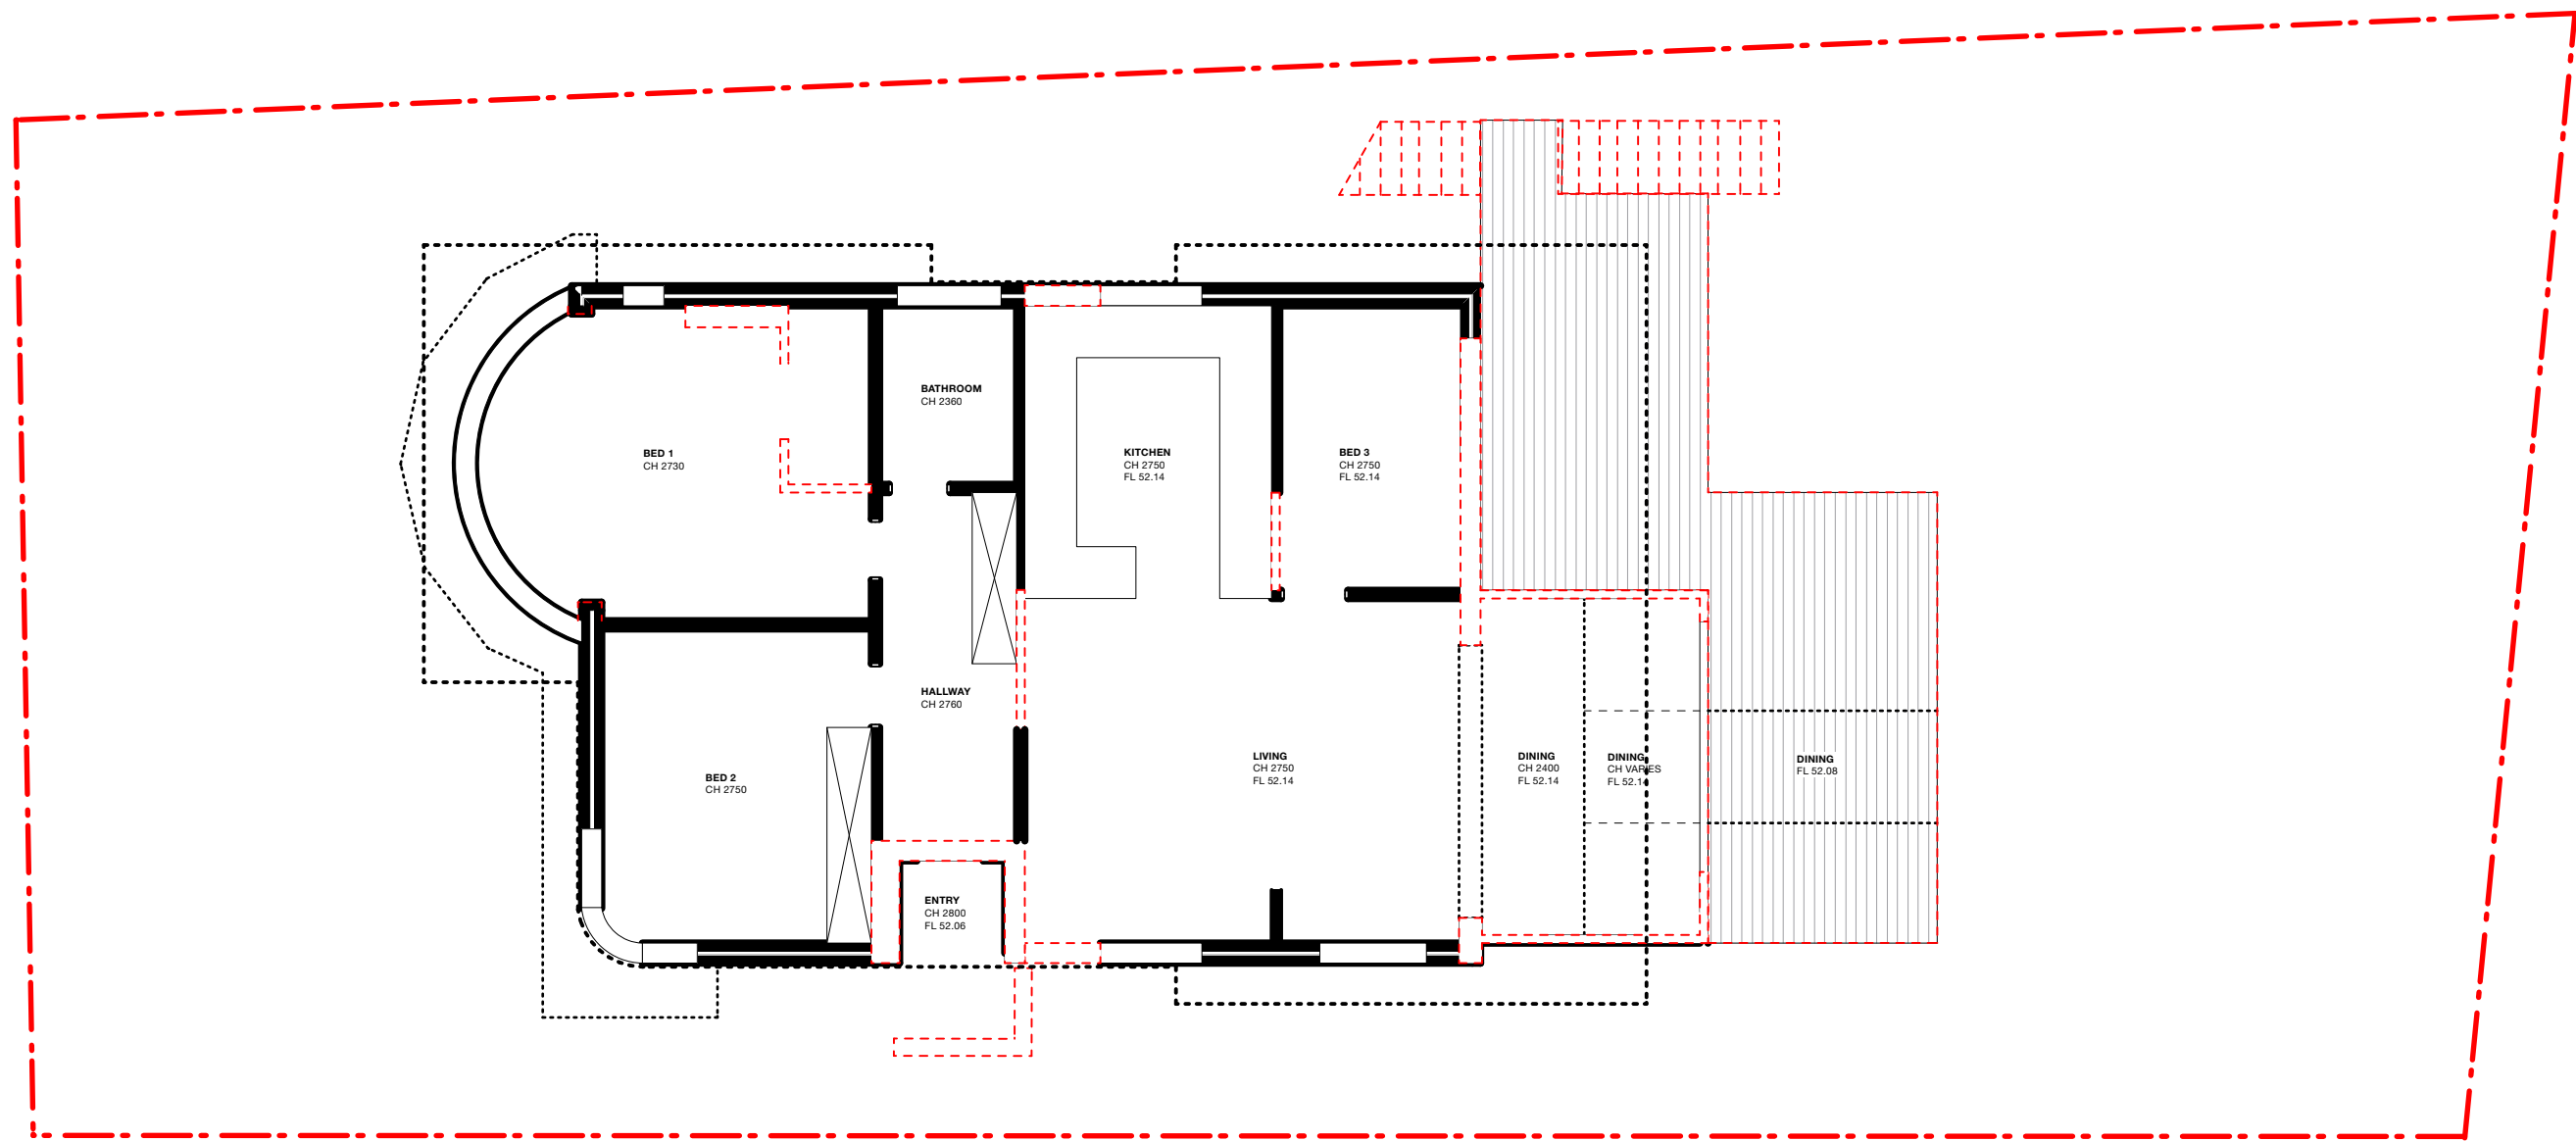 BATHROOM
CH 2360
BED 1
CH 2730
KITCHEN
CH 2750
FL 52.14
BED 3
CH 2750
FL 52.14
HALLWAY
CH 2760
BED 2
CH 2750
LIVING
CH 2750
FL 52.14
DINING
CH 2400
FL 52.14
DINING
CH VARIES
FL 52.14
DINING
FL 52.08
ENTRY
CH 2800
FL 52.06